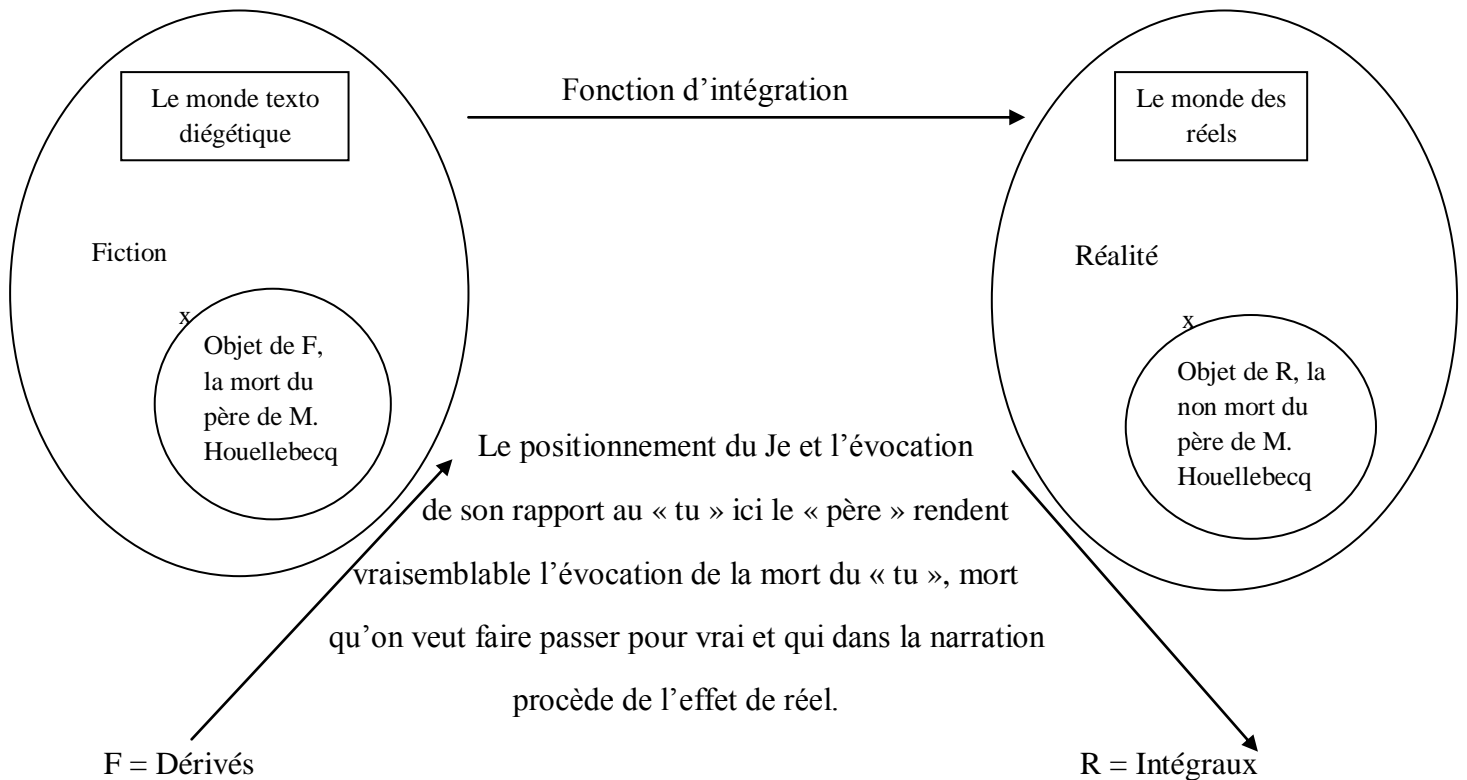 Le monde texto
diégétique
Fonction d’intégration
Le monde des
réels
Fiction
Réalité
x
Objet de F,
la mort du
père de M.
Houellebecq
x
Objet de R, la
non mort du
père de M.
Houellebecq
Le positionnement du Je et l’évocation
de son rapport au « tu » ici le « père » rendent
vraisemblable l’évocation de la mort du « tu », mort
qu’on veut faire passer pour vrai et qui dans la narration
procède de l’effet de réel.
F = Dérivés
R = Intégraux